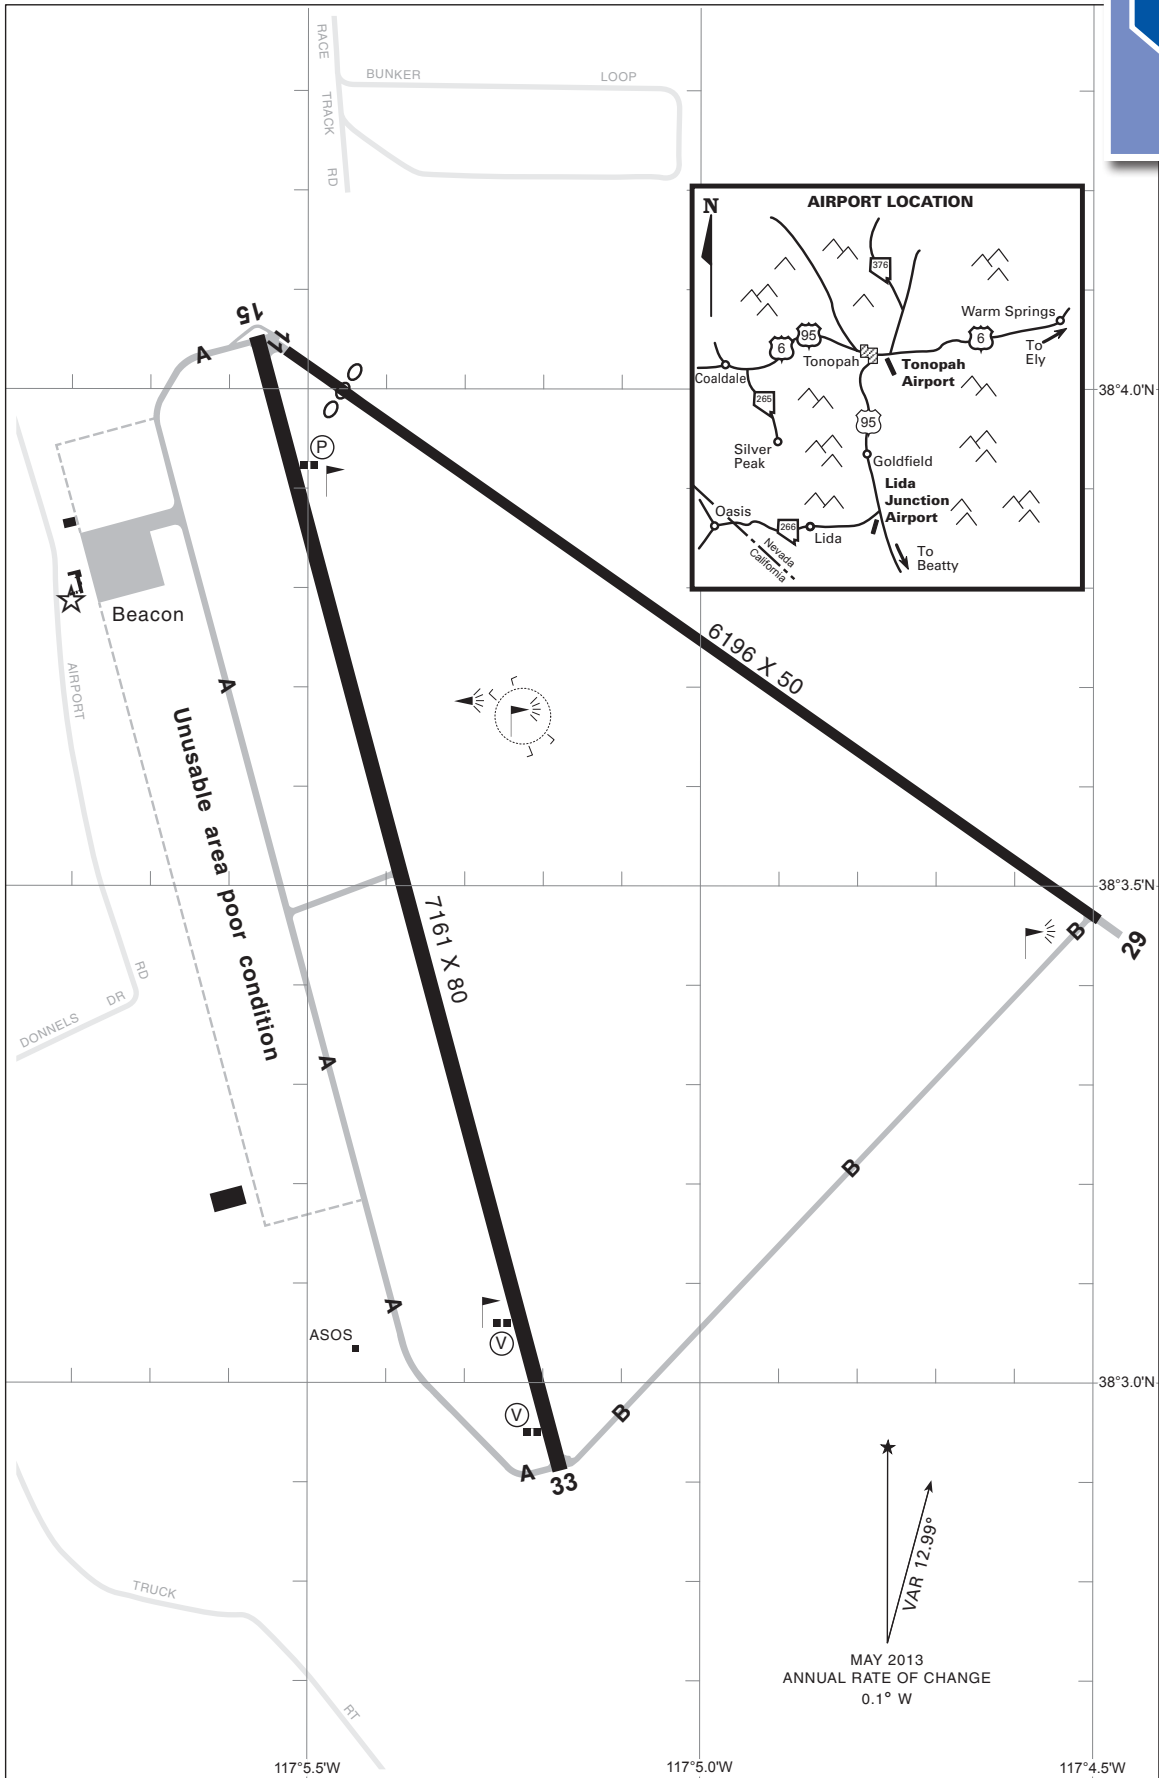 RACE
TRACK
RD
BUNKER
LOOP
AIRPORT LOCATION
N
376
Warm Springs
95
6
6
To
Ely
Tonopah
Tonopah
Airport
Coaldale
265
95
Silver
Peak
Goldfield
Lida
Junction
Airport
Oasis
266
Lida
Nevada
California
To
Beatty
15
11
A
38°4.0'N
P
Beacon
AIRPORT
RD
A
Unusable area poor condition
6196 X 50
38°3.5'N
7161 X 80
B
29
DONNELS
DR
A
B
A
ASOS
V
38°3.0'N
V
B
A
33
TRUCK
RT
VAR 12.99°
MAY 2013
ANNUAL RATE OF CHANGE
0.1° W
117°5.5'W
117°5.0'W
117°4.5'W